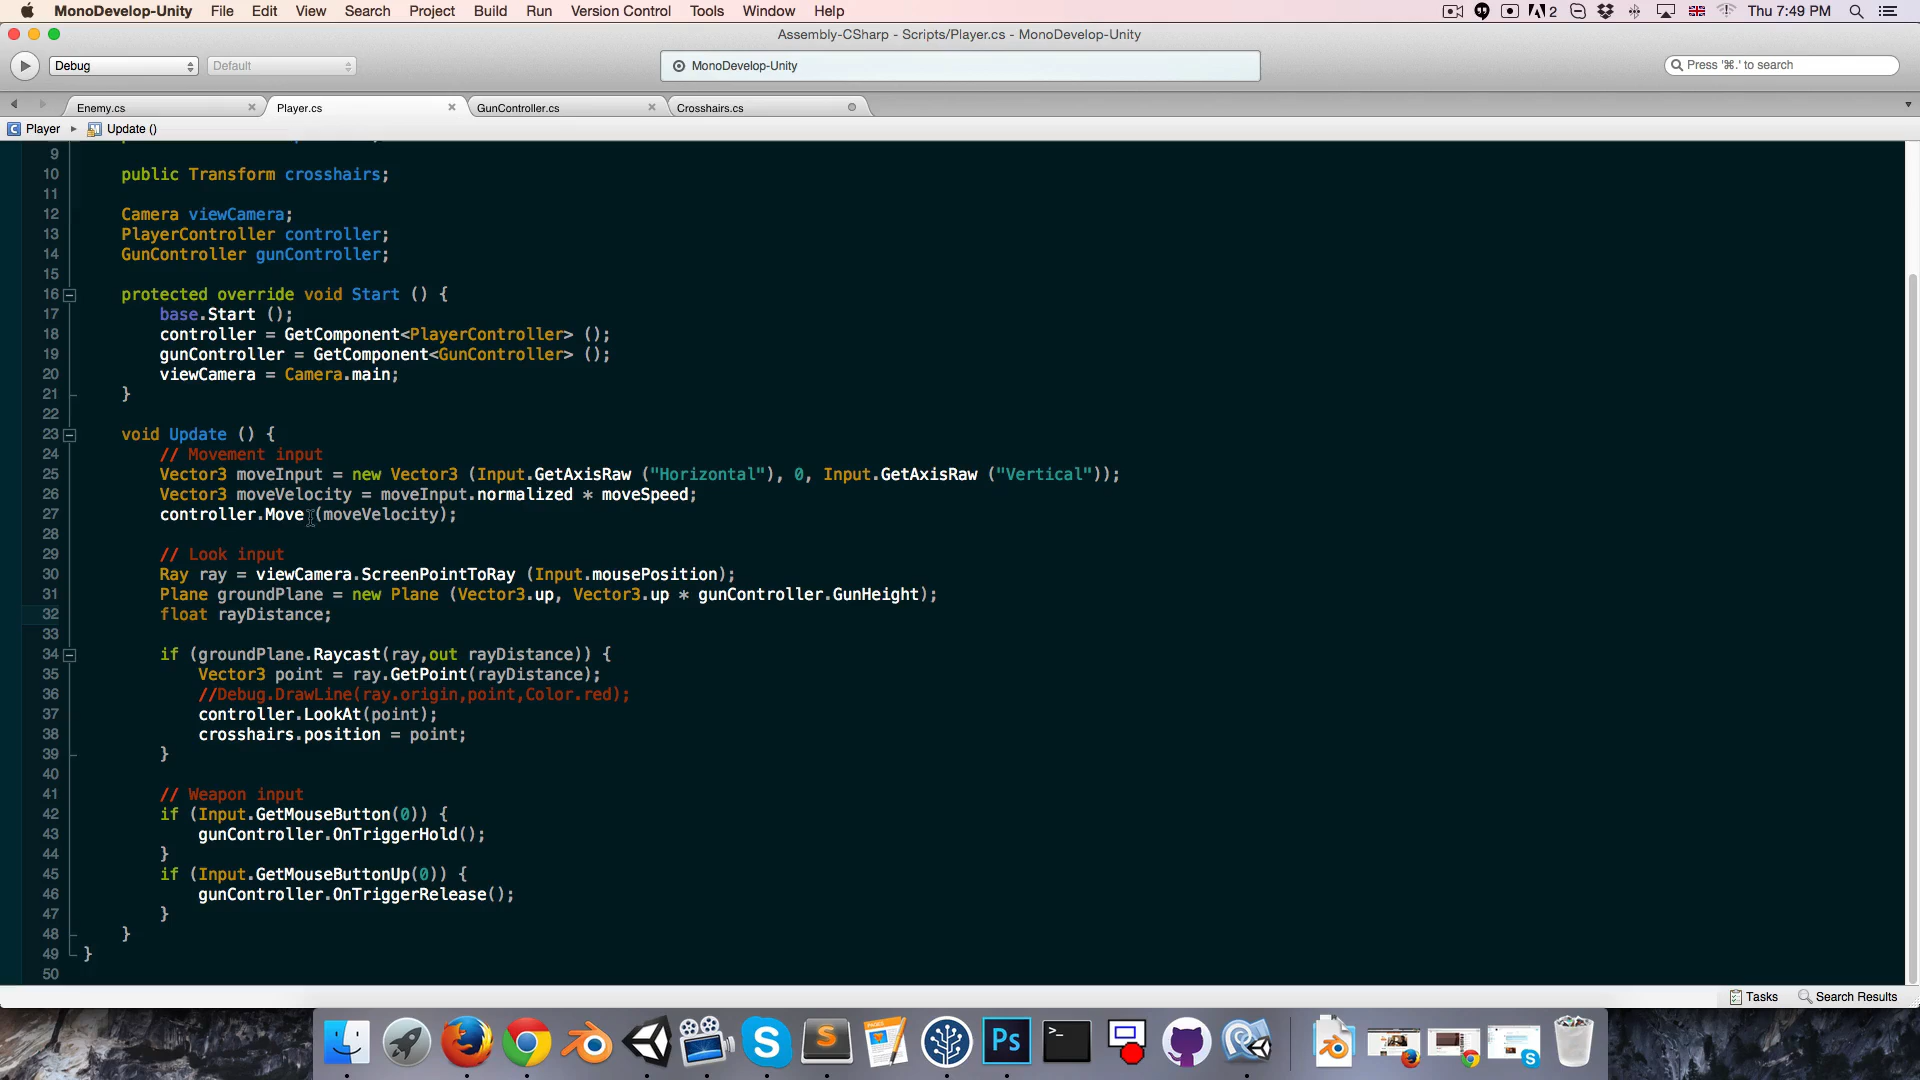 MonoDevelop-Unity File Edit View Search Project Build Run Version Control Tools Window Help 2 Thu 7:49 PM
Assembly-CSharp - Scripts/Player.cs - MonoDevelop-Unity
Debug Default MonoDevelop-Unity Press '⌘.' to search
Enemy.cs Player.cs GunController.cs Crosshairs.cs
Player Update ()
9
10 public Transform crosshairs;
11
12 Camera viewCamera;
13 PlayerController controller;
14 GunController gunController;
15
16 protected override void Start () {
17 base.Start ();
18 controller = GetComponent<PlayerController> ();
19 gunController = GetComponent<GunController> ();
20 viewCamera = Camera.main;
21 }
22
23 void Update () {
24 // Movement input
25 Vector3 moveInput = new Vector3 (Input.GetAxisRaw ("Horizontal"), 0, Input.GetAxisRaw ("Vertical"));
26 Vector3 moveVelocity = moveInput.normalized * moveSpeed;
27 controller.Move (moveVelocity);
28
29 // Look input
30 Ray ray = viewCamera.ScreenPointToRay (Input.mousePosition);
31 Plane groundPlane = new Plane (Vector3.up, Vector3.up * gunController.GunHeight);
32 float rayDistance;
33
34 if (groundPlane.Raycast(ray,out rayDistance)) {
35 Vector3 point = ray.GetPoint(rayDistance);
36 //Debug.DrawLine(ray.origin,point,Color.red);
37 controller.LookAt(point);
38 crosshairs.position = point;
39 }
40
41 // Weapon input
42 if (Input.GetMouseButton(0)) {
43 gunController.OnTriggerHold();
44 }
45 if (Input.GetMouseButtonUp(0)) {
46 gunController.OnTriggerRelease();
47 }
48 }
49 }
50
Tasks Search Results
Ps